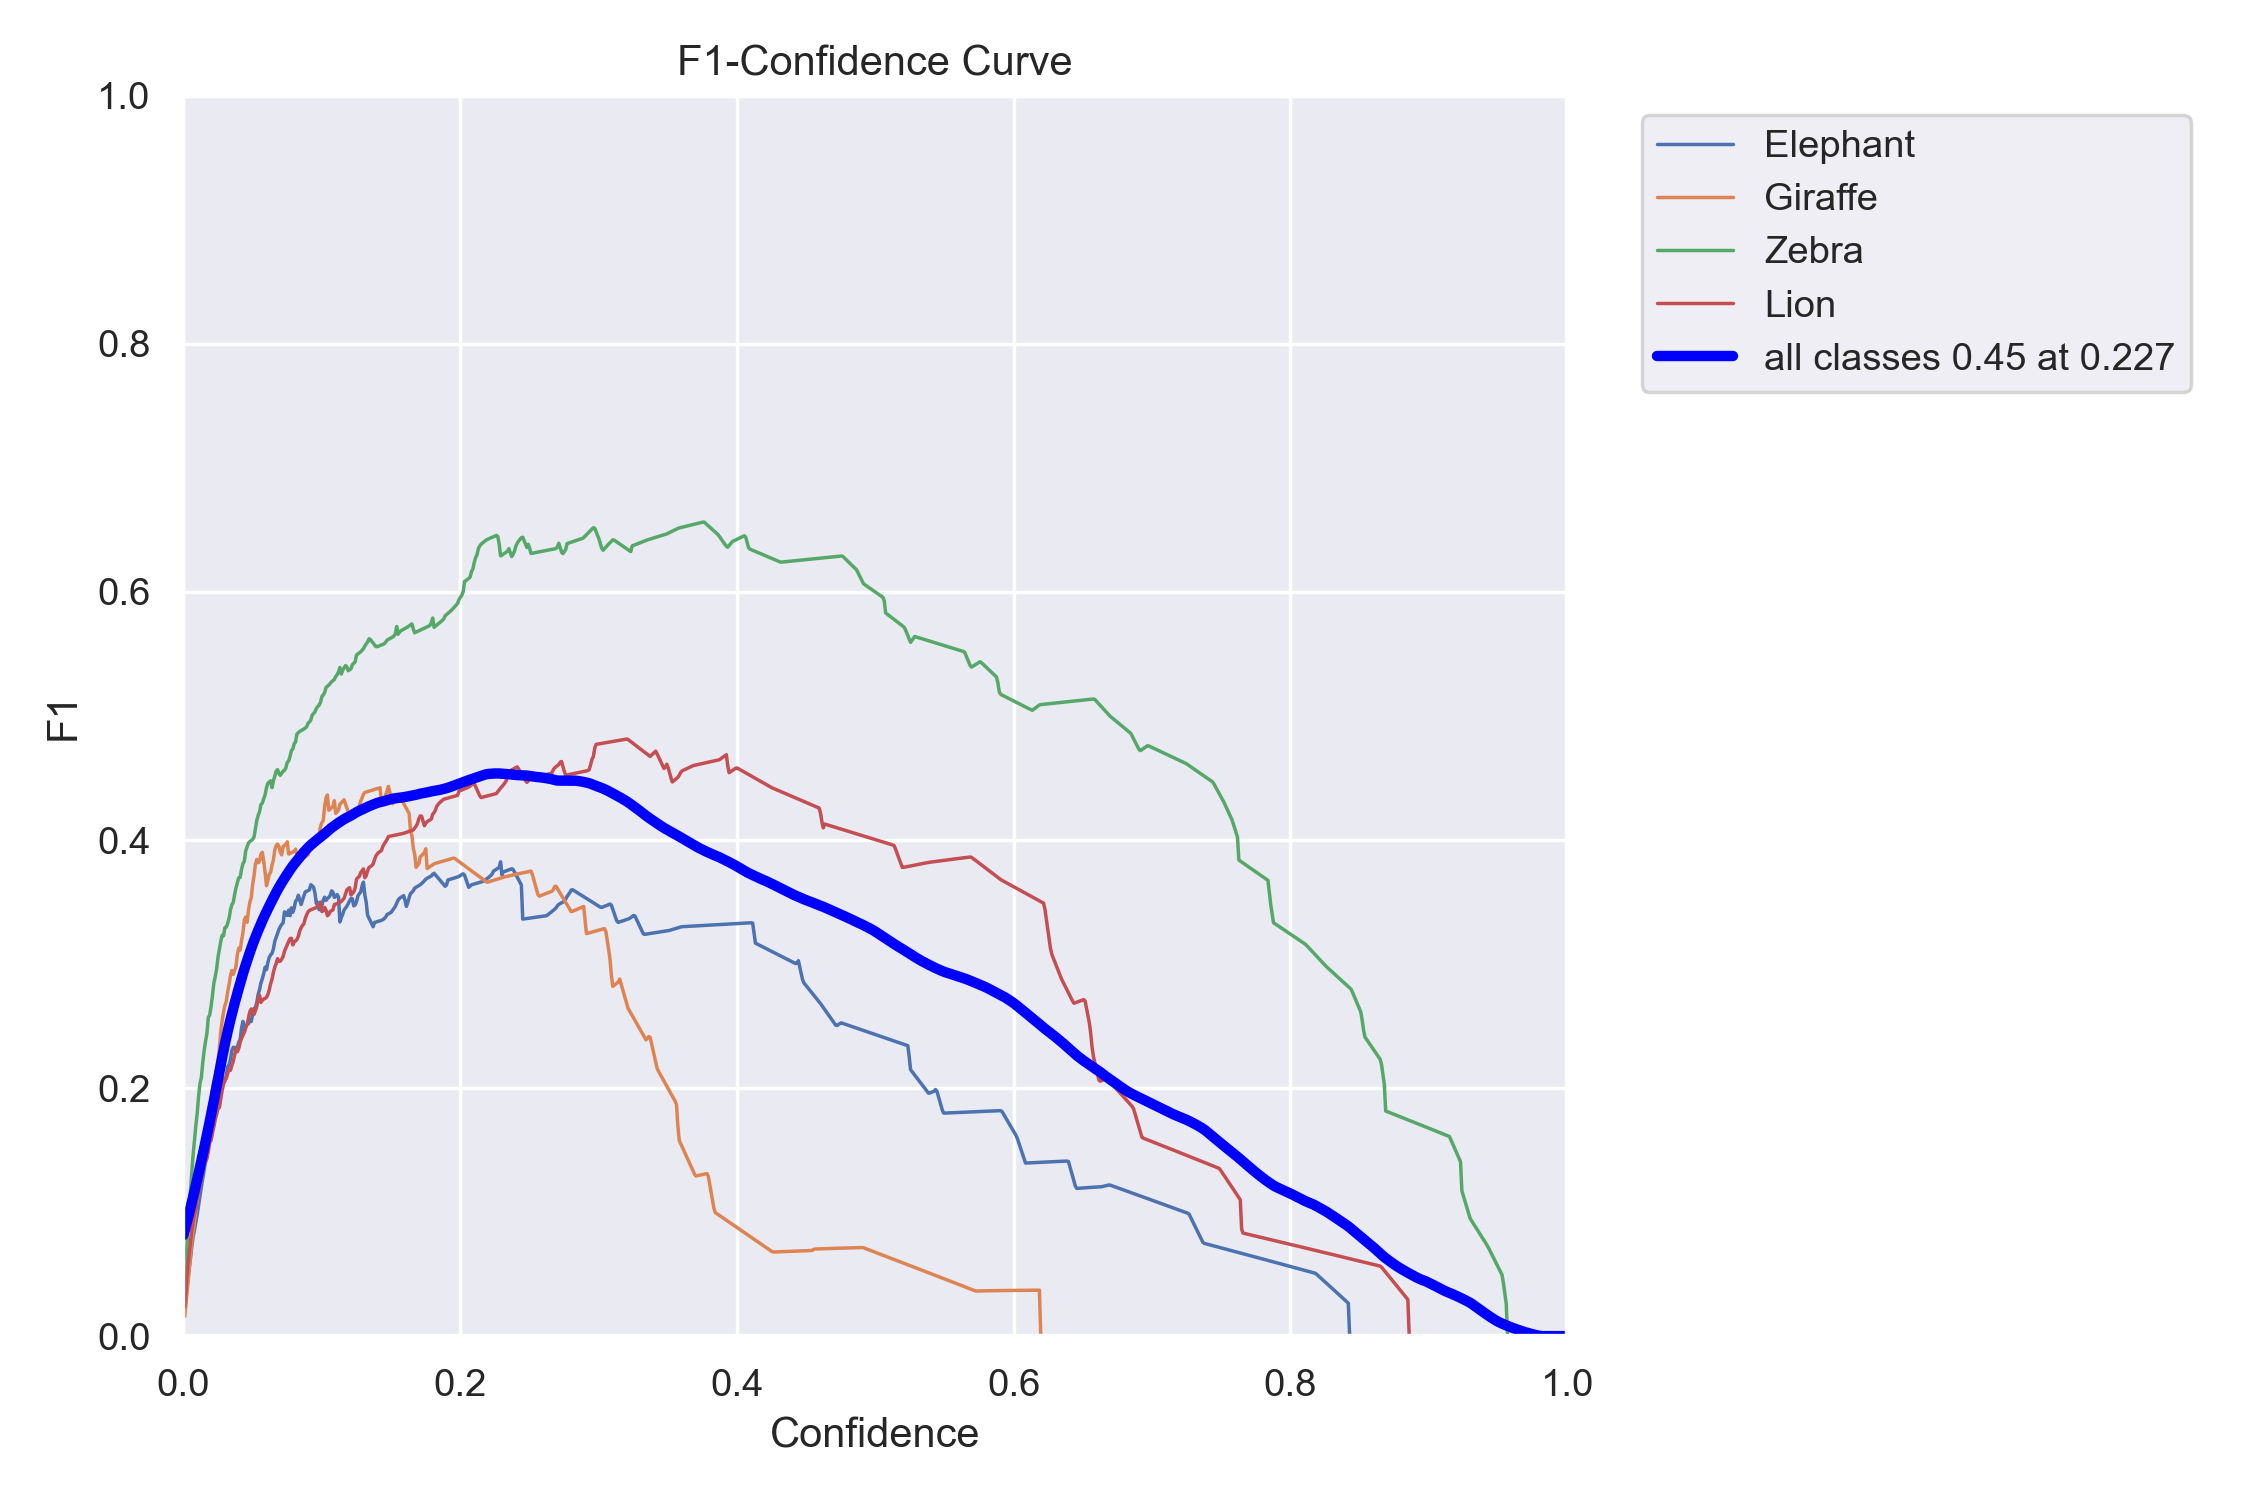 F1-Confidence Curve
1.0
0.8
0.6
0.4
0.2
0.0
F1
0.0 0.2 0.4 0.6 0.8 1.0
Confidence
Elephant
Giraffe
Zebra
Lion
all classes 0.45 at 0.227